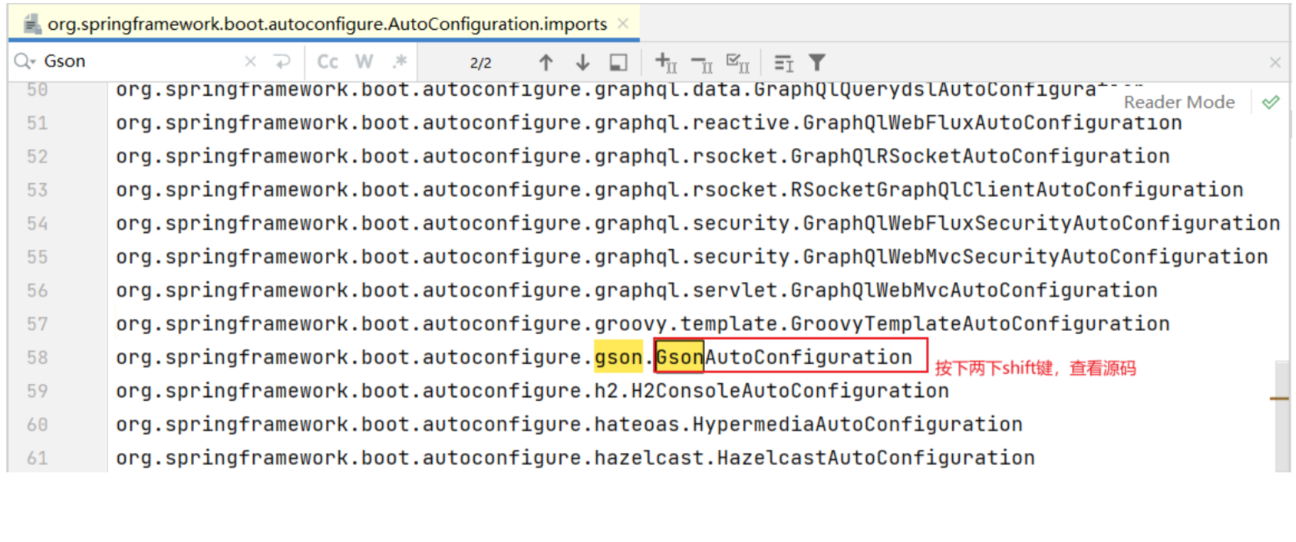 org.springframework.boot.autoconfigure.AutoConfiguration.imports
Gson Cc W .* 2/2
50 org.springframework.boot.autoconfigure.graphql.data.GraphQlQuerydslAutoConfiguration
Reader Mode
51 org.springframework.boot.autoconfigure.graphql.reactive.GraphQlWebFluxAutoConfiguration
52 org.springframework.boot.autoconfigure.graphql.rsocket.GraphQlRSocketAutoConfiguration
53 org.springframework.boot.autoconfigure.graphql.rsocket.RSocketGraphQlClientAutoConfiguration
54 org.springframework.boot.autoconfigure.graphql.security.GraphQlWebFluxSecurityAutoConfiguration
55 org.springframework.boot.autoconfigure.graphql.security.GraphQlWebMvcSecurityAutoConfiguration
56 org.springframework.boot.autoconfigure.graphql.servlet.GraphQlWebMvcAutoConfiguration
57 org.springframework.boot.autoconfigure.groovy.template.GroovyTemplateAutoConfiguration
58 org.springframework.boot.autoconfigure.gson.GsonAutoConfiguration 按下两下shift键，查看源码
59 org.springframework.boot.autoconfigure.h2.H2ConsoleAutoConfiguration
60 org.springframework.boot.autoconfigure.hateoas.HypermediaAutoConfiguration
61 org.springframework.boot.autoconfigure.hazelcast.HazelcastAutoConfiguration